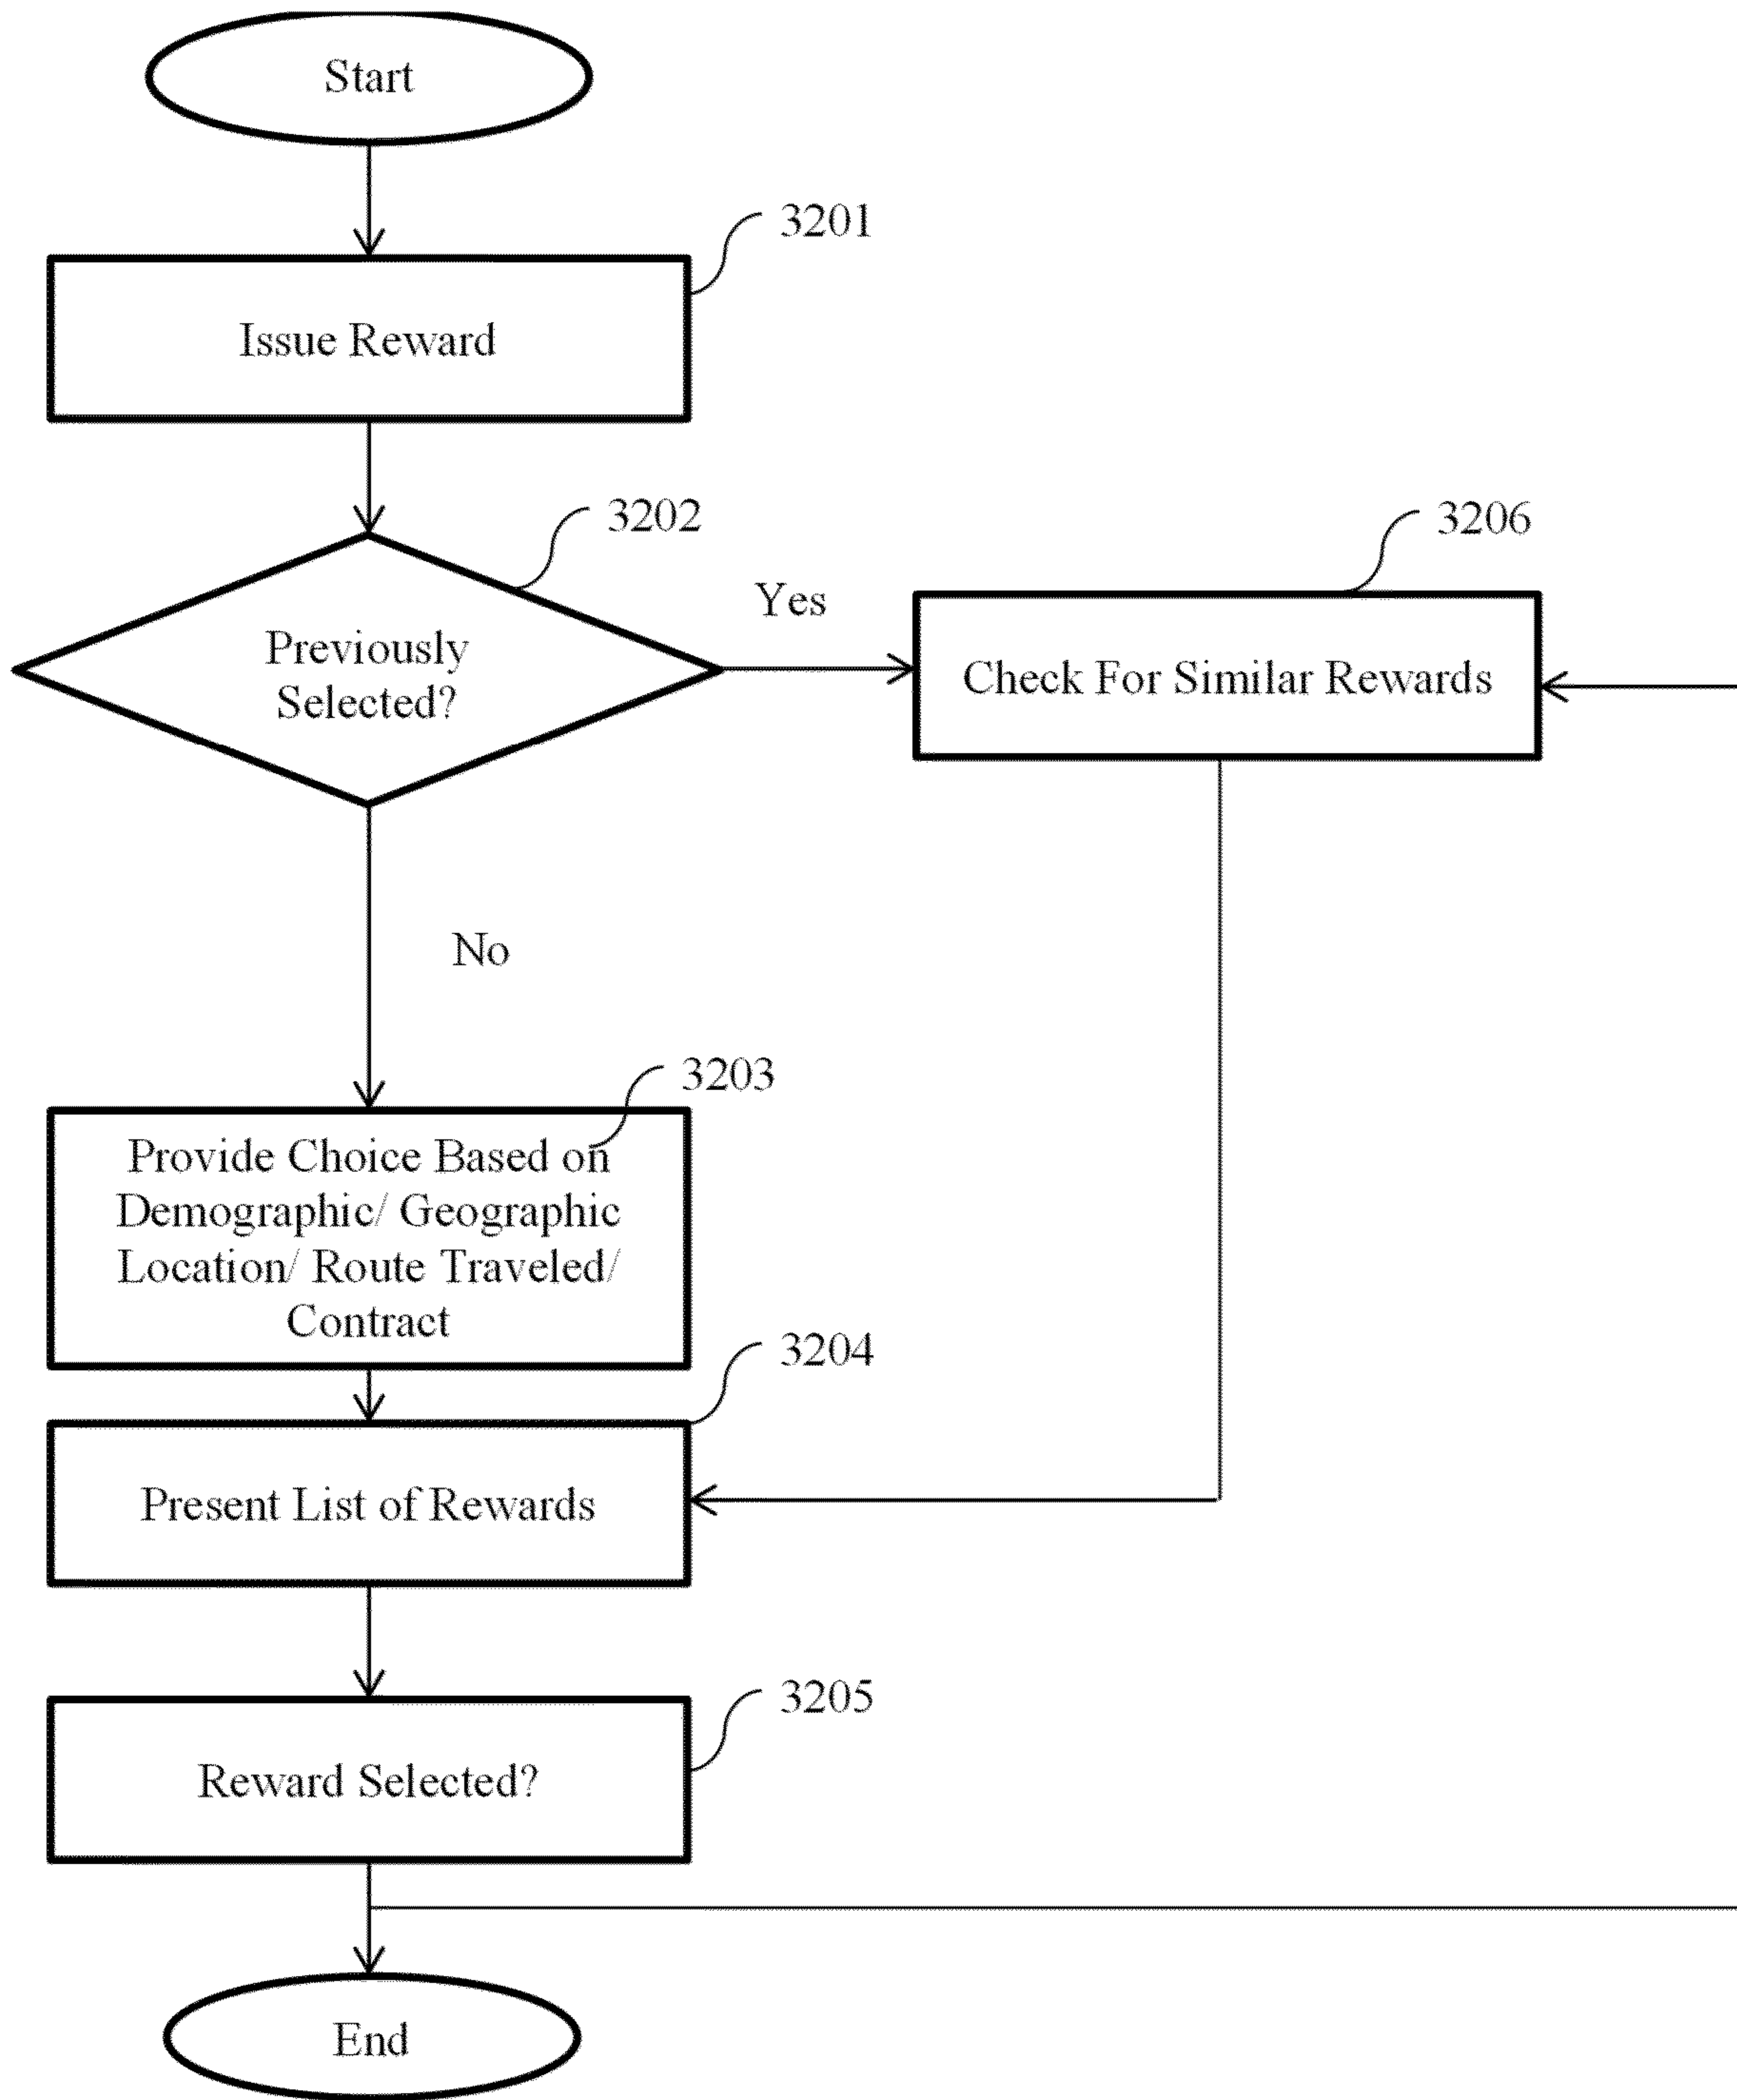 Start
3201
Issue Reward
3202
3206
Yes
Previously
Selected?
Check For Similar Rewards
No
3203
Provide Choice Based on
Demographic/ Geographic
Location/ Route Traveled/
Contract
3204
Present List of Rewards
3205
Reward Selected?
End